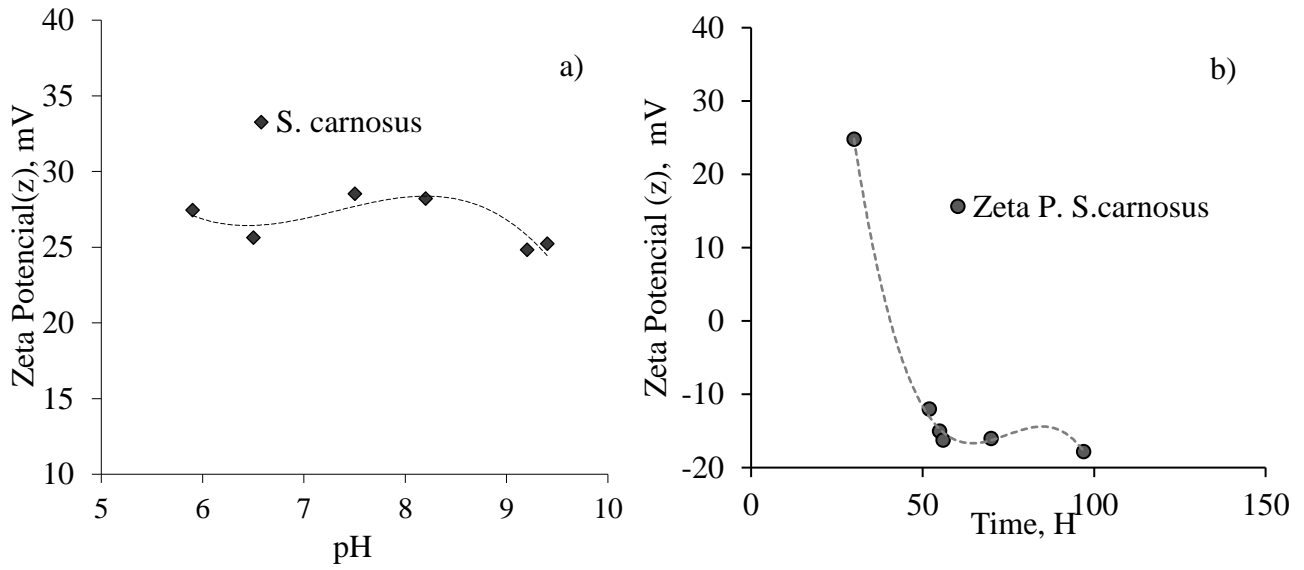 a)
Zeta Potencial(z), mV
40
35
30
25
20
15
10
S. carnosus
5 6 7 8 9 10
pH
b)
Zeta Potencial (z),  mV
40
30
20
10
0
-10
-20
Zeta P. S.carnosus
0 50 100 150
Time, H